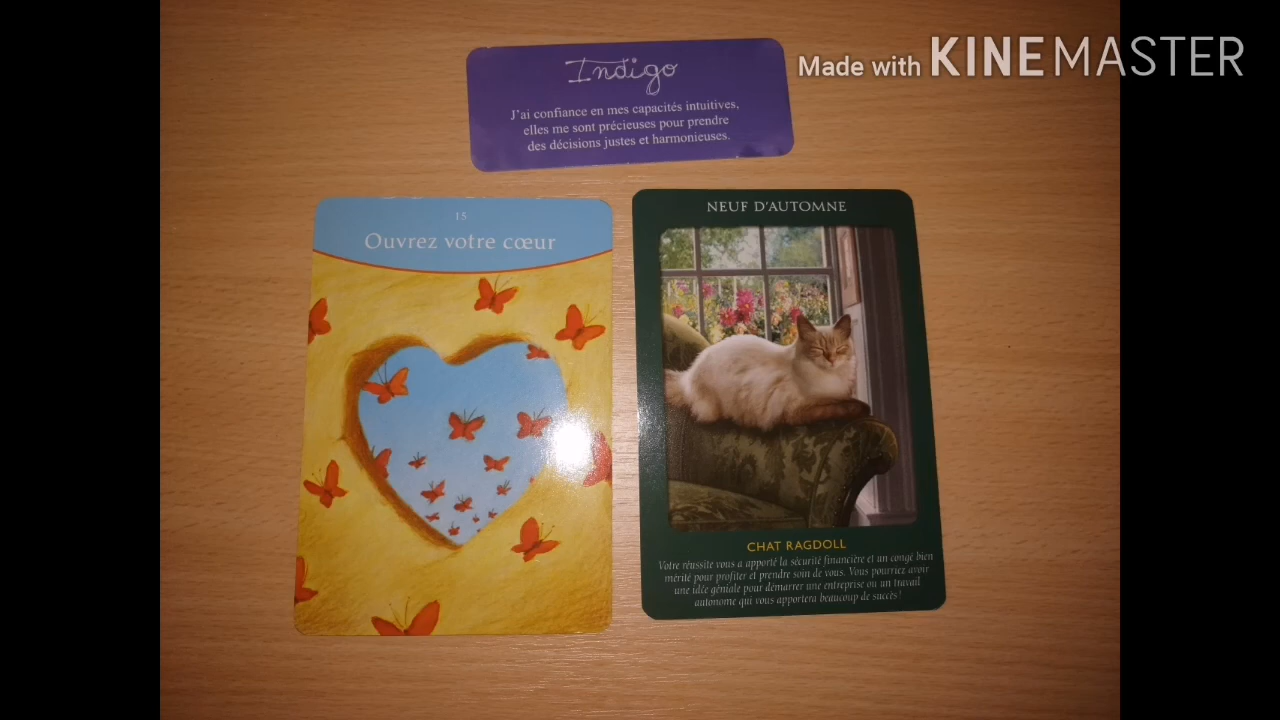 Made with KINEMASTER
Indigo
J'ai confiance en mes capacités intuitives,
elles me sont précieuses pour prendre
des décisions justes et harmonieuses.
15
Ouvrez votre cœur
NEUF D'AUTOMNE
CHAT RAGDOLL
Votre réussite vous a apporté la sécurité financière et un congé bien
mérité pour profiter et prendre soin de vous. Vous pourriez avoir
une idée géniale pour démarrer une entreprise ou un travail
autonome qui vous apportera beaucoup de succès!